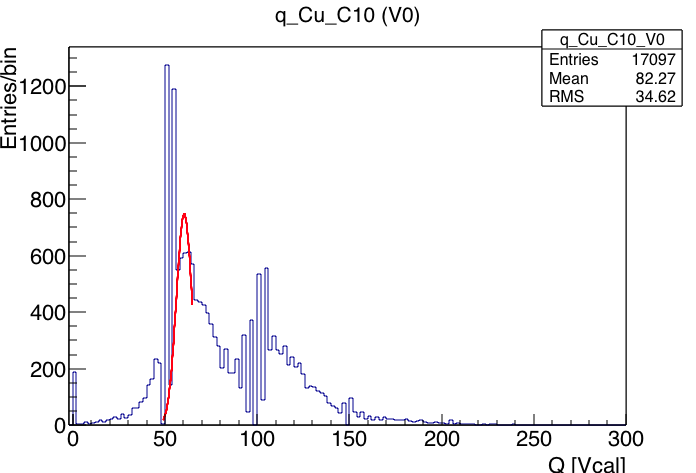 q_Cu_C10 (V0)
q_Cu_C10_V0
Entries 17097
Mean 82.27
RMS 34.62
Entries/bin
1200
1000
800
600
400
200
0
0 50 100 150 200 250 300
Q [Vcal]